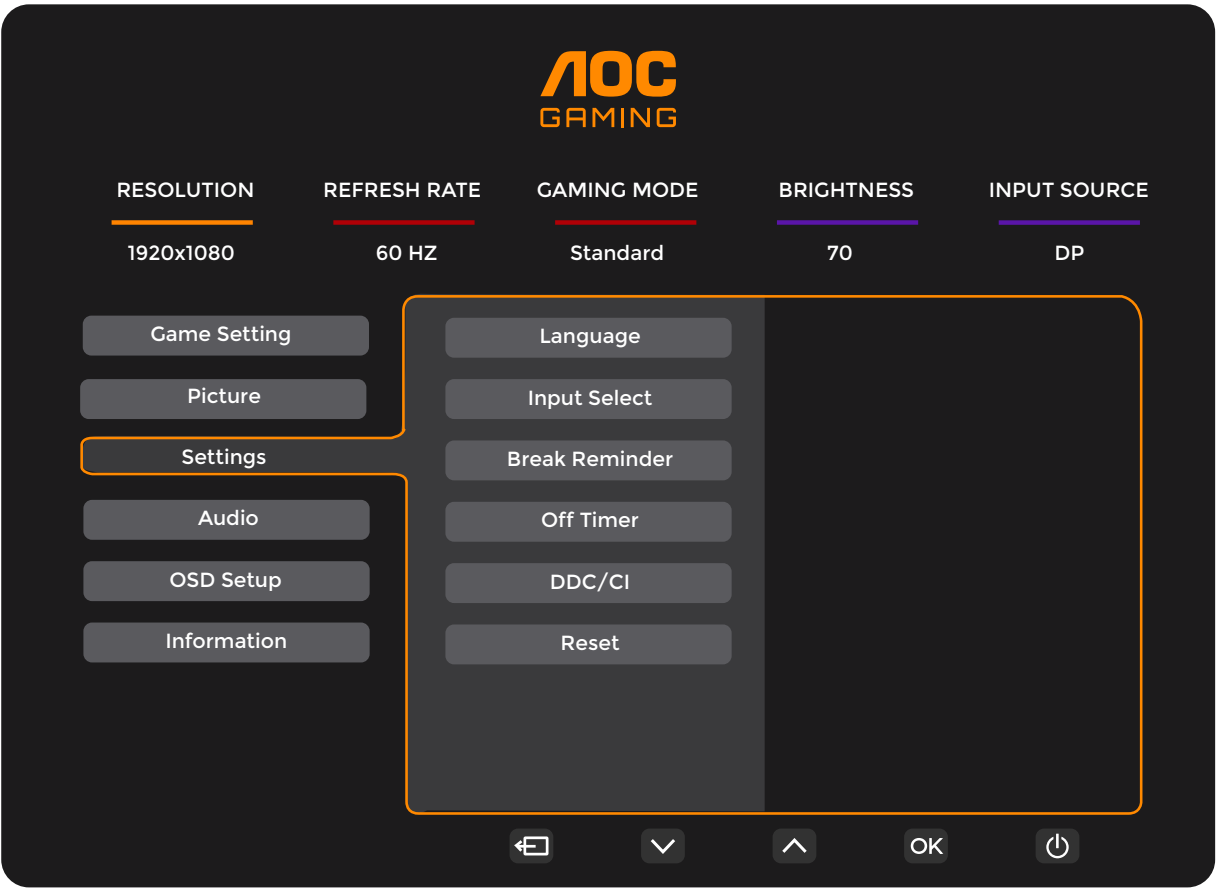 AOC
GAMING
RESOLUTION REFRESH RATE GAMING MODE BRIGHTNESS INPUT SOURCE
1920x1080 60 HZ Standard 70 DP
Game Setting Language
Picture Input Select
Settings Break Reminder
Audio Off Timer
OSD Setup DDC/CI
Information Reset
OK